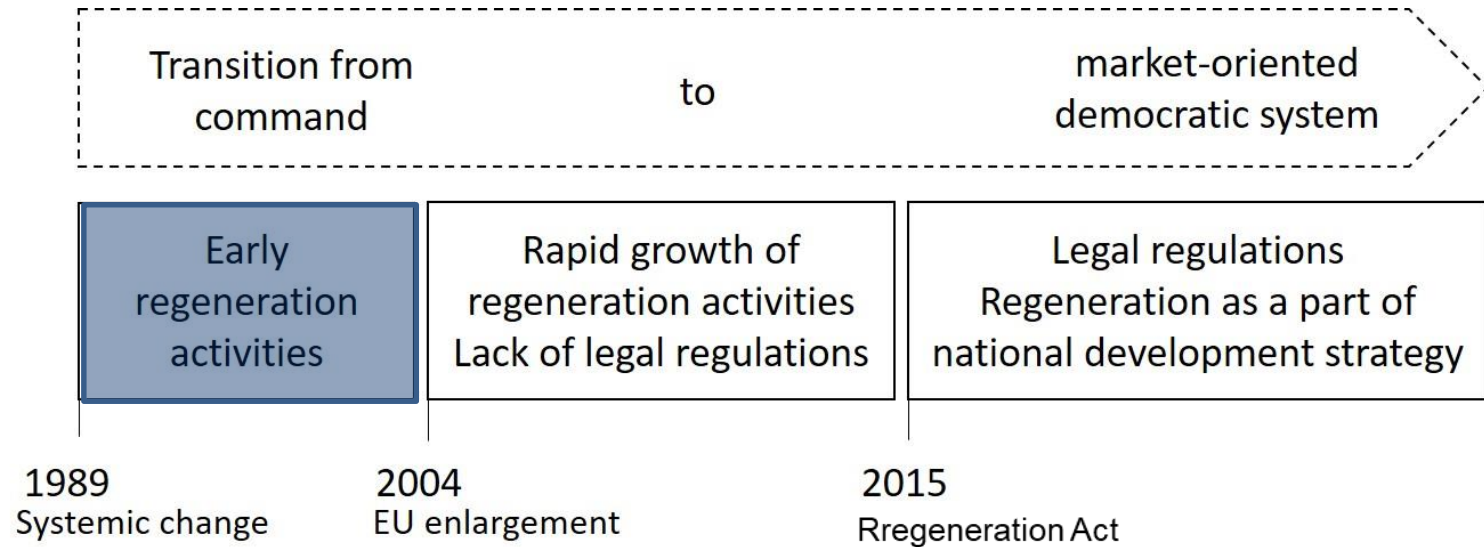 Transition from
command
to
market-oriented
democratic system
Early
regeneration
activities
Rapid growth of
regeneration activities
Lack of legal regulations
Legal regulations
Regeneration as a part of
national development strategy
1989
Systemic change
2004
EU enlargement
2015
Rregeneration Act